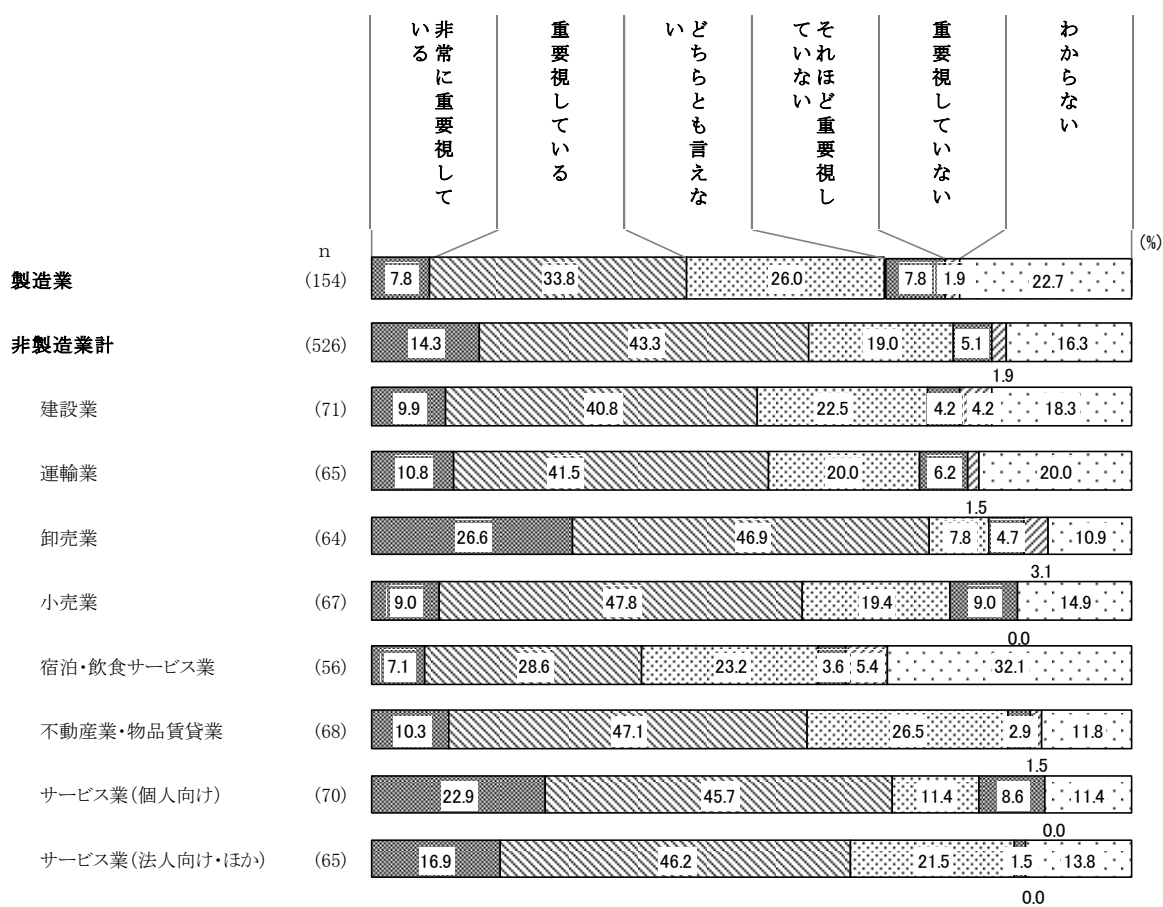 非常に重要視して
いる
重要視している
どちらとも言えな
い
それほど重要視し
ていない
重要視していない
わからない
(%)
n
製造業 (154) 7.8 33.8 26.0 7.8 1.9 22.7
非製造業計 (526) 14.3 43.3 19.0 5.1 16.3
1.9
建設業 (71) 9.9 40.8 22.5 4.2 4.2 18.3
運輸業 (65) 10.8 41.5 20.0 6.2 20.0
1.5
卸売業 (64) 26.6 46.9 7.8 4.7 10.9
3.1
小売業 (67) 9.0 47.8 19.4 9.0 14.9
0.0
宿泊・飲食サービス業 (56) 7.1 28.6 23.2 3.6 5.4 32.1
不動産業・物品賃貸業 (68) 10.3 47.1 26.5 2.9 11.8
1.5
サービス業(個人向け) (70) 22.9 45.7 11.4 8.6 11.4
0.0
サービス業(法人向け・ほか) (65) 16.9 46.2 21.5 1.5 13.8
0.0